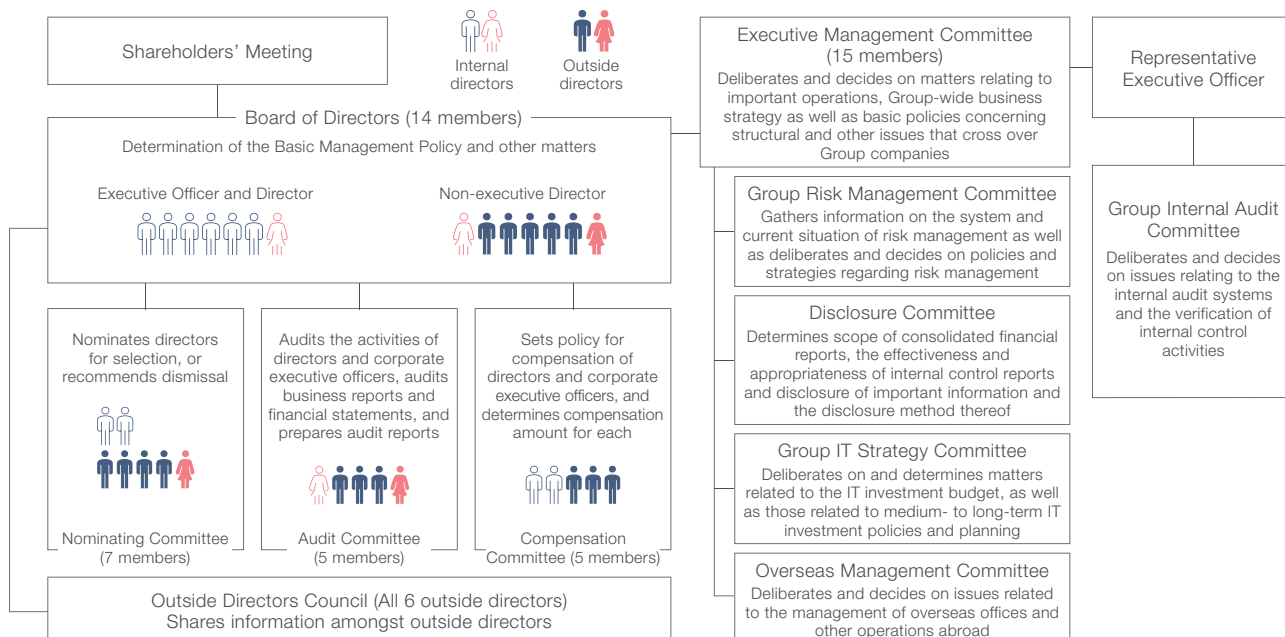 Shareholders’ Meeting
Internal
directors
Outside
directors
Board of Directors (14 members)
Determination of the Basic Management Policy and other matters
Executive Officer and Director
Non-executive Director
Nominates directors
for selection, or
recommends dismissal
Nominating Committee
(7 members)
Audits the activities of
directors and corporate
executive officers, audits
business reports and
financial statements, and
prepares audit reports
Audit Committee
(5 members)
Sets policy for
compensation of
directors and corporate
executive officers, and
determines compensation
amount for each
Compensation
Committee (5 members)
Outside Directors Council (All 6 outside directors)
Shares information amongst outside directors
Executive Management Committee
(15 members)
Deliberates and decides on matters relating to
important operations, Group-wide business
strategy as well as basic policies concerning
structural and other issues that cross over
Group companies
Group Risk Management Committee
Gathers information on the system and
current situation of risk management as well
as deliberates and decides on policies and
strategies regarding risk management
Disclosure Committee
Determines scope of consolidated financial
reports, the effectiveness and
appropriateness of internal control reports
and disclosure of important information and
the disclosure method thereof
Group IT Strategy Committee
Deliberates on and determines matters
related to the IT investment budget, as well
as those related to medium- to long-term IT
investment policies and planning
Overseas Management Committee
Deliberates and decides on issues related
to the management of overseas offices and
other operations abroad
Representative
Executive Officer
Group Internal Audit
Committee
Deliberates and decides
on issues relating to the
internal audit systems
and the verification of
internal control
activities